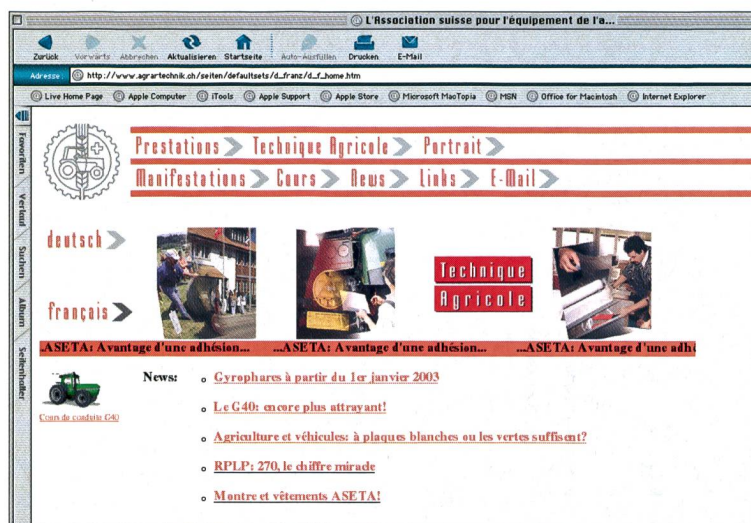 L'Association suisse pour l'équipement de l'a...
Zurück Vorwärts Abbrechen Aktualisieren Startseite Auto-Ausfüllen Drucken E-Mail
Adresse: http://www.agrartechnik.ch/seiten/defaultsets/d_franz/d_f_home.htm
Live Home Page Apple Computer iTools Apple Support Apple Store Microsoft MacTopia MSN Office for Macintosh Internet Explorer
Favoriten
Verlauf
Suchen
Album
Seitenhalter
Prestations Technique Agricole Portrait
Manifestations Cours News Links E-Mail
deutsch
français
Technique
Agricole
...ASETA: Avantage d'une adhésion... ...ASETA: Avantage d'une adhésion... ...ASETA: Avantage d'une adhé
Cours de conduite G40
News:
Gyrophares à partir du 1er janvier 2003
Le G40: encore plus attrayant!
Agriculture et véhicules: à plaques blanches ou les vertes suffisent?
RPLP: 270, le chiffre miracle
Montre et vêtements ASETA!